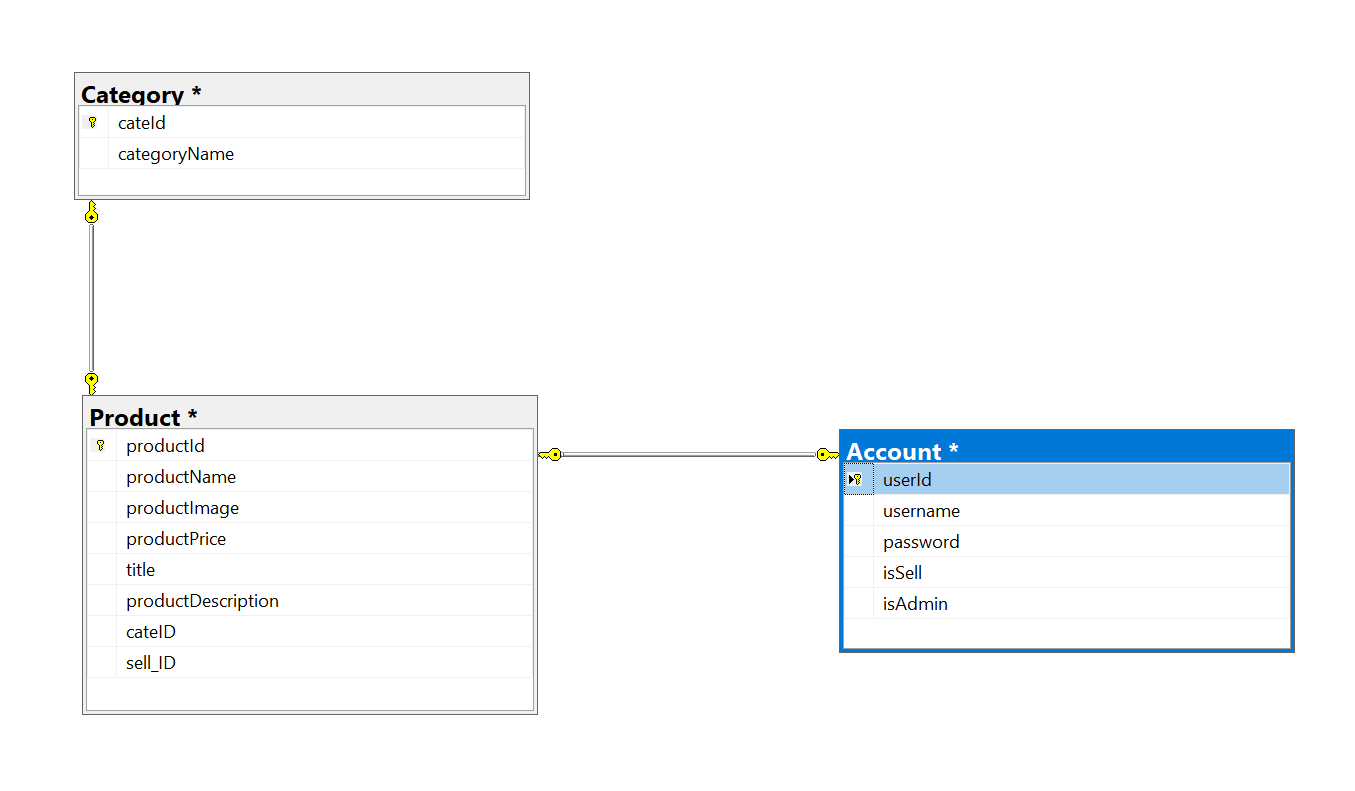 Category *
cateId
categoryName
Product *
productId
productName
productImage
productPrice
title
productDescription
cateID
sell_ID
Account *
userId
username
password
isSell
isAdmin